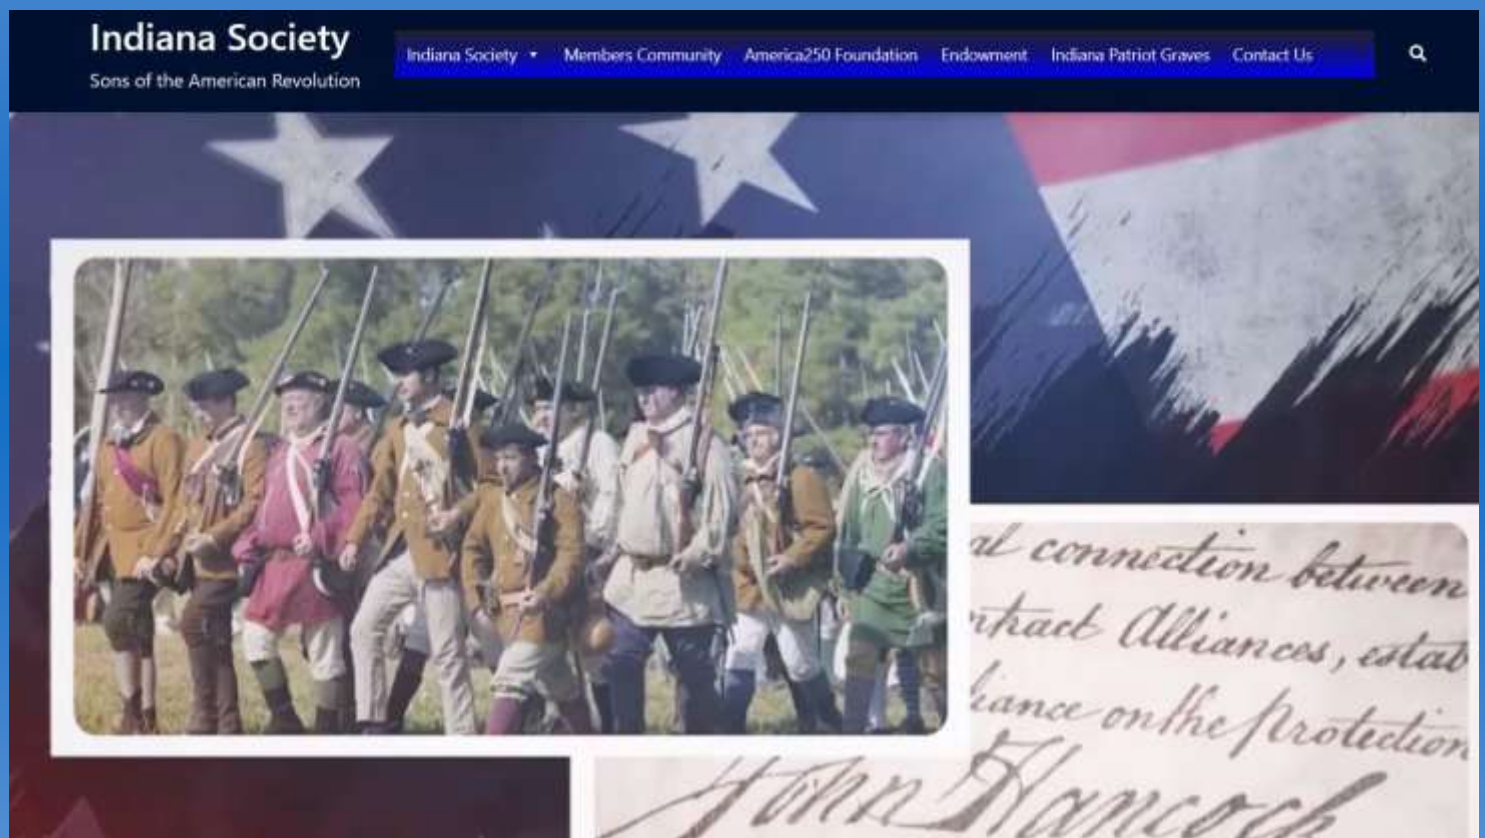 Indiana Society
Sons of the American Revolution
Indiana Society Members Community America250 Foundation Endowment Indiana Patriot Graves Contact Us
al connection between
ntract Alliances, estab
liance on the Protection
John Hancock